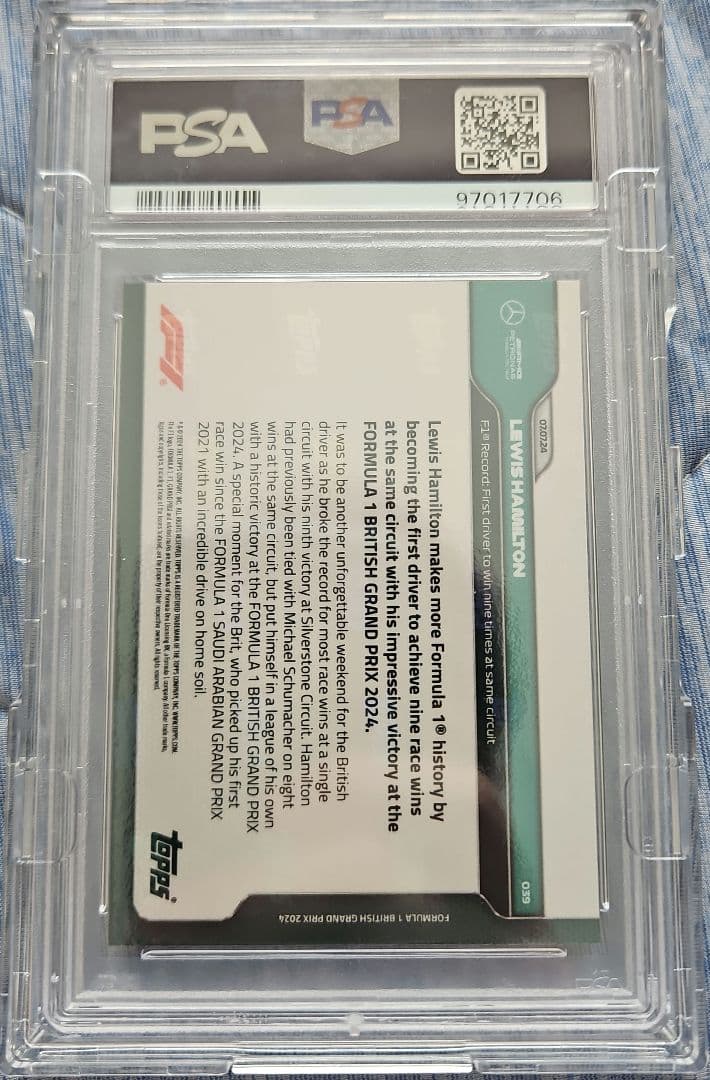 PSA
PSA
97017706
AMG
PETRONAS
07.07.24
LEWIS HAMILTON
039
F1® Record: First driver to win nine times at same circuit
Lewis Hamilton makes more Formula 1® history by
becoming the first driver to achieve nine race wins
at the same circuit with his impressive victory at the
FORMULA 1 BRITISH GRAND PRIX 2024.
It was to be another unforgettable weekend for the British
driver as he broke the record for most race wins at a single
circuit with his ninth victory at Silverstone Circuit. Hamilton
had previously been tied with Michael Schumacher on eight
wins at the same circuit, but put himself in a league of his own
with a historic victory at the FORMULA 1 BRITISH GRAND PRIX
2024. A special moment for the Brit, who picked up his first
race win since the FORMULA 1 SAUDI ARABIAN GRAND PRIX
2021 with an incredible drive on home soil.
F1®
topps®
FORMULA 1 BRITISH GRAND PRIX 2024